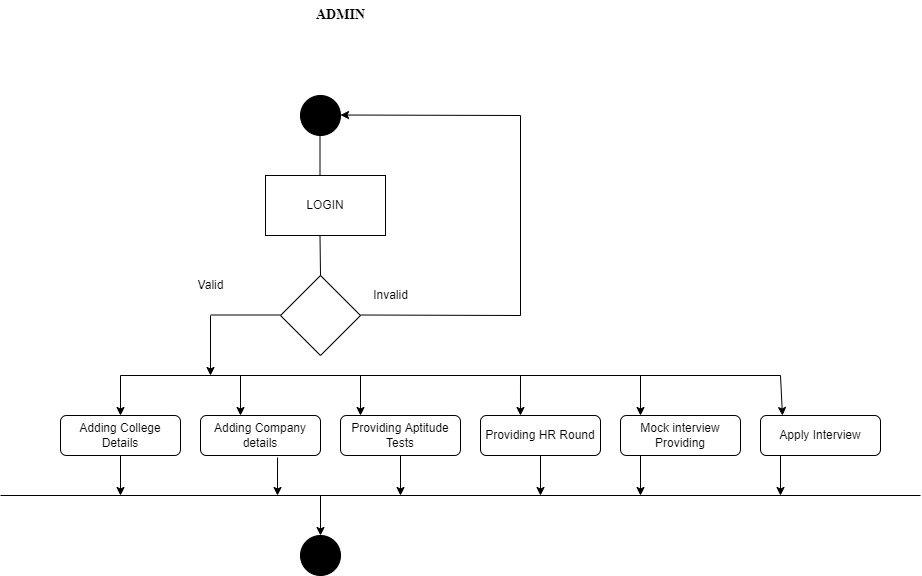 ADMIN
LOGIN
Valid
Invalid
Adding College
Details
Adding Company
details
Providing Aptitude
Tests
Providing HR Round
Mock interview
Providing
Apply Interview